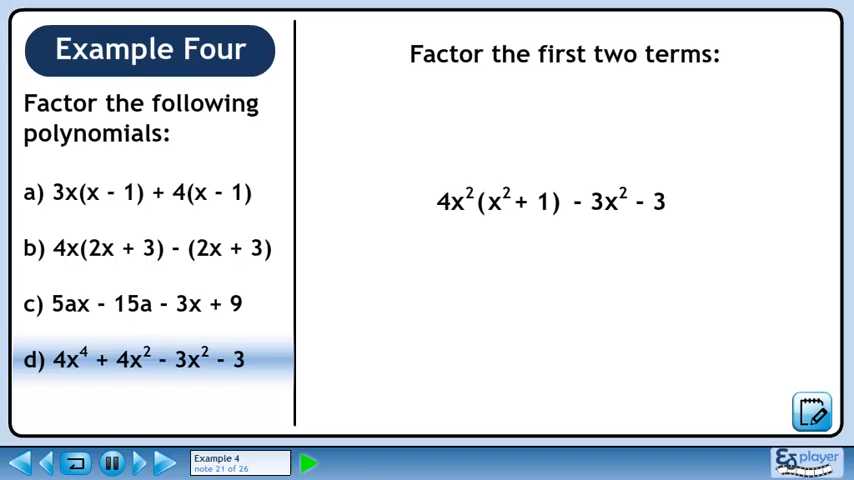 Example Four
Factor the following
polynomials:
a) 3x(x - 1) + 4(x - 1)
b) 4x(2x + 3) - (2x + 3)
c) 5ax - 15a - 3x + 9
d) 4x⁴ + 4x² - 3x² - 3
Factor the first two terms:
4x²(x² + 1) - 3x² - 3
Example 4
note 21 of 26
player